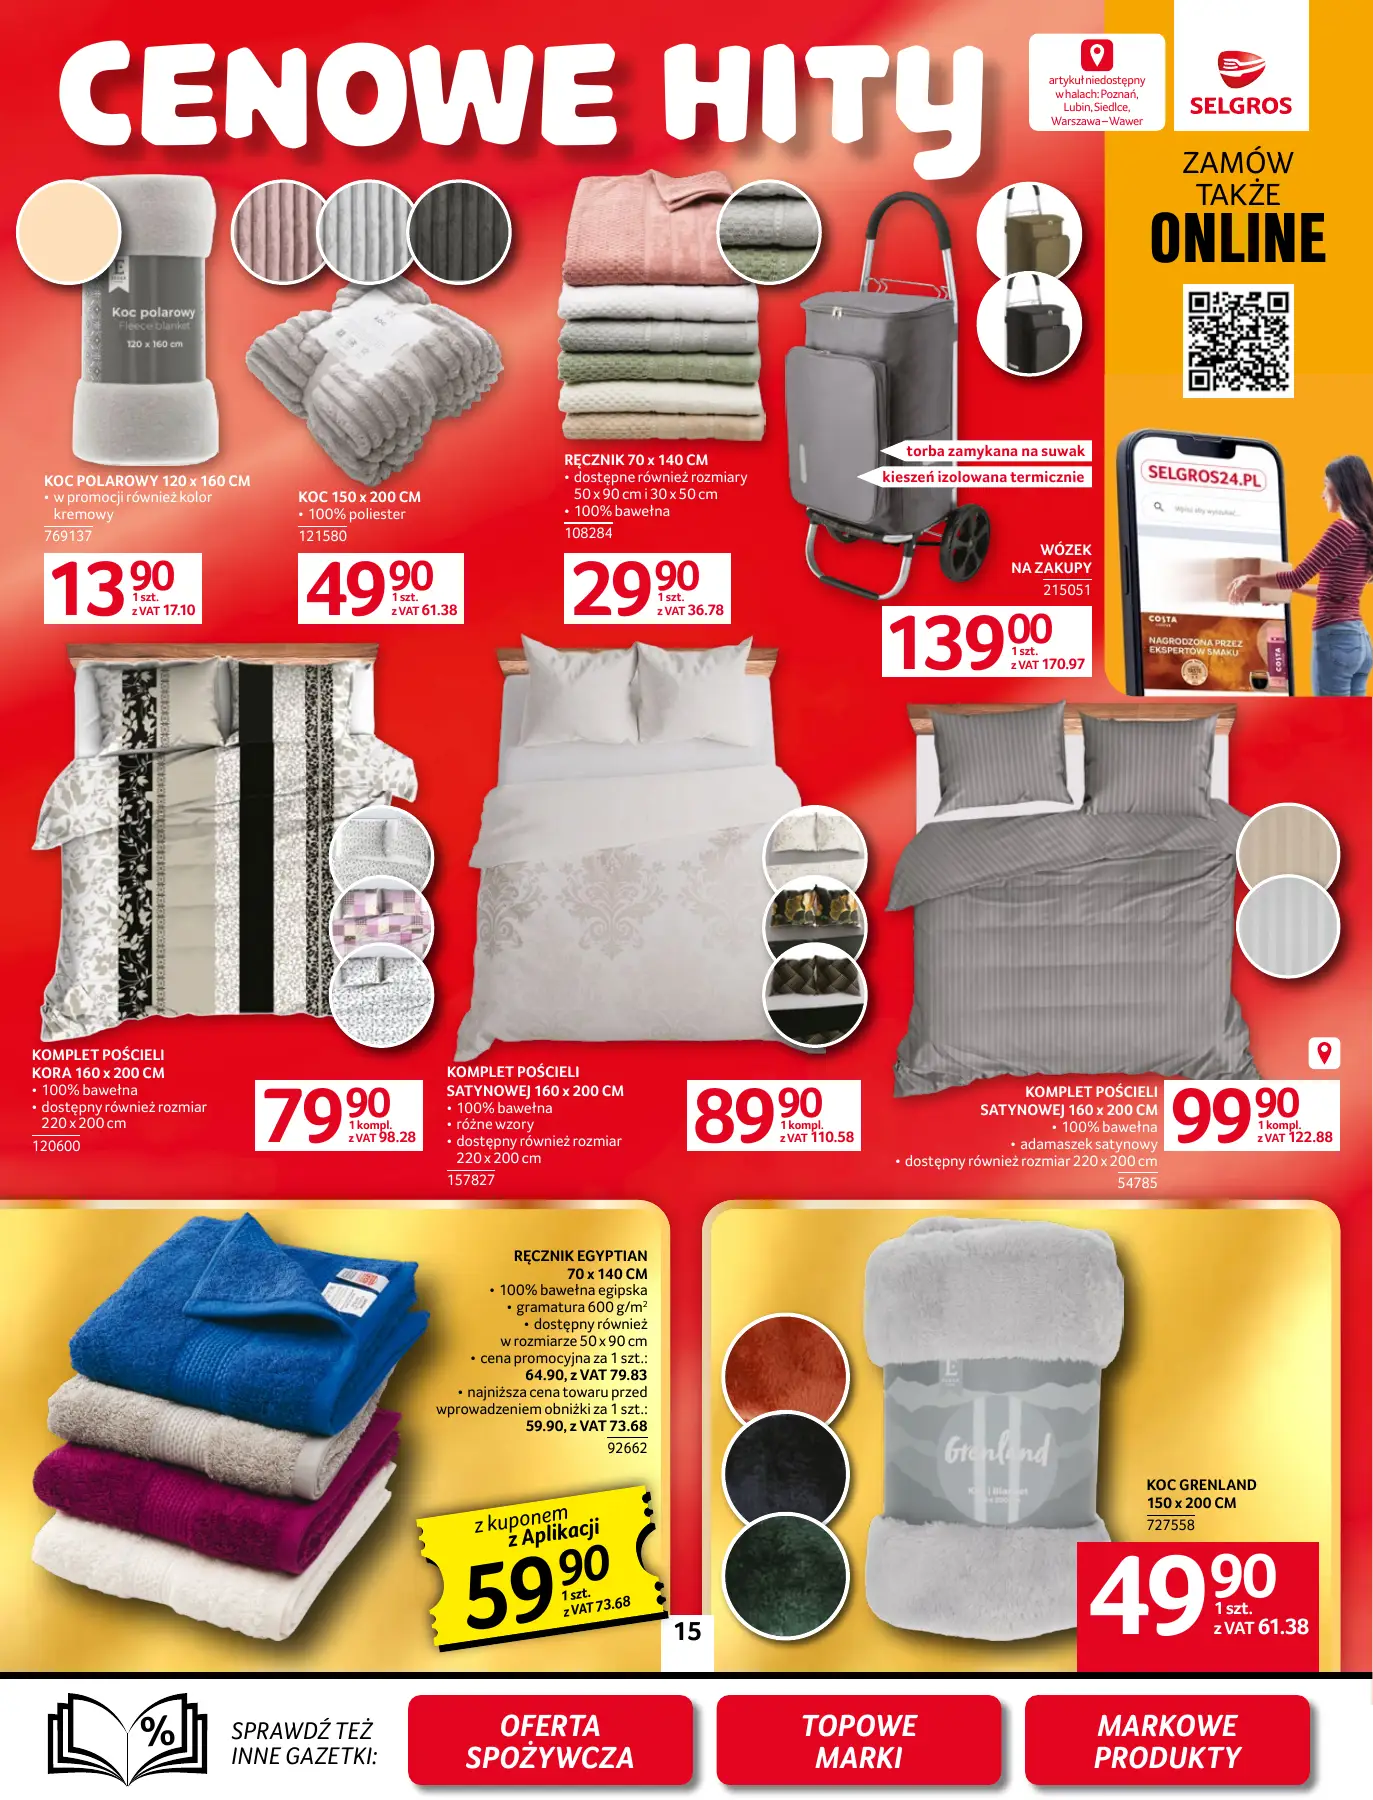 CENOWE HITY
artykuł niedostępny
w halach: Poznań,
Lubin, Siedlce,
Warszawa – Wawer
SELGROS
ZAMÓW
TAKŻE
ONLINE
SELGROS24.PL
Wpisz aby wyszukać...
COSTA
NAGRODZONA PRZEZ
EKSPERTÓW SMAKU
COSTA
E
Koc polarowy
Fleece blanket
120 x 160 cm
KOC POLAROWY 120 x 160 CM
• w promocji również kolor
kremowy
769137
13 90
1 szt.
z VAT 17.10
KOC 150 x 200 CM
• 100% poliester
121580
49 90
1 szt.
z VAT 61.38
RĘCZNIK 70 x 140 CM
• dostępne również rozmiary
50 x 90 cm i 30 x 50 cm
• 100% bawełna
108284
29 90
1 szt.
z VAT 36.78
torba zamykana na suwak
kieszeń izolowana termicznie
WÓZEK
NA ZAKUPY
215051
139 00
1 szt.
z VAT 170.97
KOMPLET POŚCIELI
KORA 160 x 200 CM
• 100% bawełna
• dostępny również rozmiar
220 x 200 cm
120600
79 90
1 kompl.
z VAT 98.28
KOMPLET POŚCIELI
SATYNOWEJ 160 x 200 CM
• 100% bawełna
• różne wzory
• dostępny również rozmiar
220 x 200 cm
157827
89 90
1 kompl.
z VAT 110.58
KOMPLET POŚCIELI
SATYNOWEJ 160 x 200 CM
• 100% bawełna
• adamaszek satynowy
• dostępny również rozmiar 220 x 200 cm
54785
99 90
1 kompl.
z VAT 122.88
RĘCZNIK EGYPTIAN
70 x 140 CM
• 100% bawełna egipska
• gramatura 600 g/m²
• dostępny również
w rozmiarze 50 x 90 cm
• cena promocyjna za 1 szt.:
64.90, z VAT 79.83
• najniższa cena towaru przed
wprowadzeniem obniżki za 1 szt.:
59.90, z VAT 73.68
92662
z kuponem
z Aplikacji
59 90
1 szt.
z VAT 73.68
E
Grenland
KOC GRENLAND
150 x 200 CM
727558
49 90
1 szt.
z VAT 61.38
15
%
SPRAWDŹ TEŻ
INNE GAZETKI:
OFERTA
SPOŻYWCZA
TOPOWE
MARKI
MARKOWE
PRODUKTY